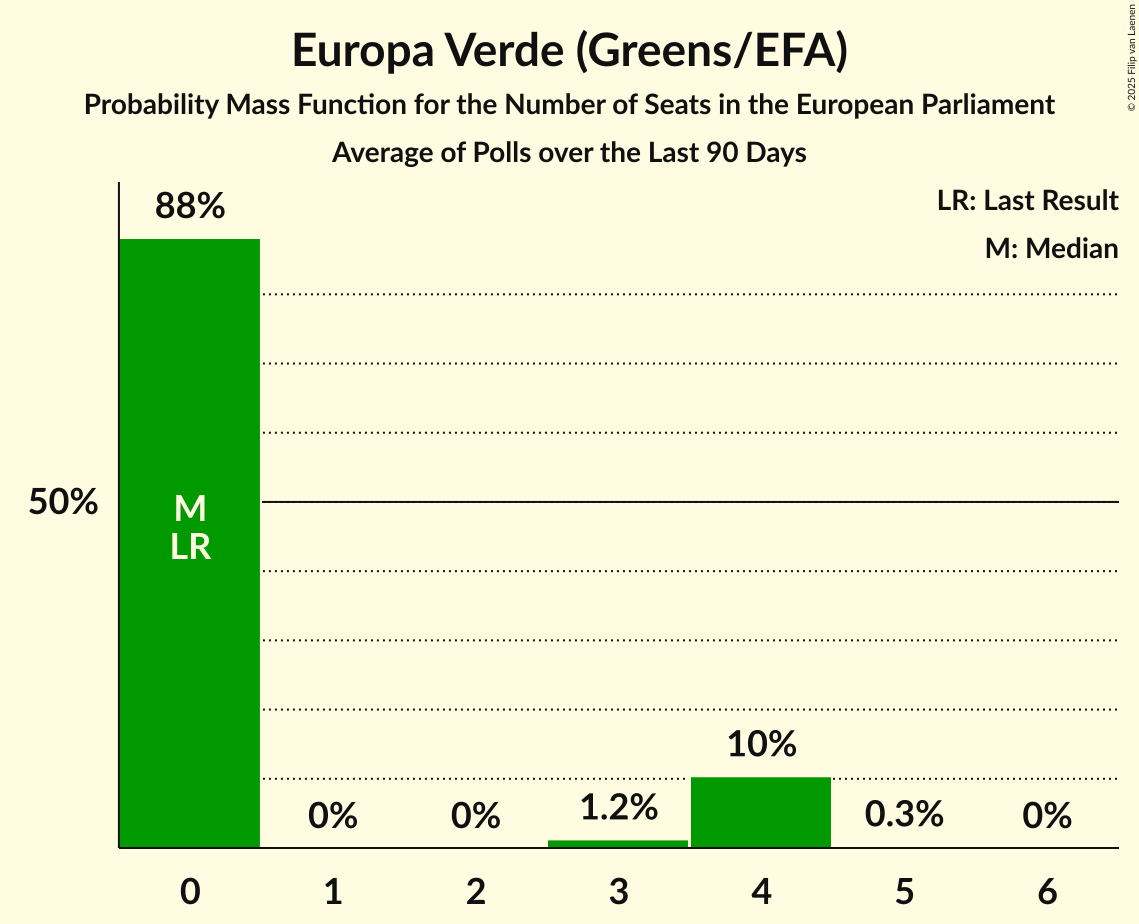 Europa Verde (Greens/EFA)
Probability Mass Function for the Number of Seats in the European Parliament
Average of Polls over the Last 90 Days
© 2025 Filip van Laenen
LR: Last Result
M: Median
88%
50%
M
LR
0%
0%
1.2%
10%
0.3%
0%
0
1
2
3
4
5
6